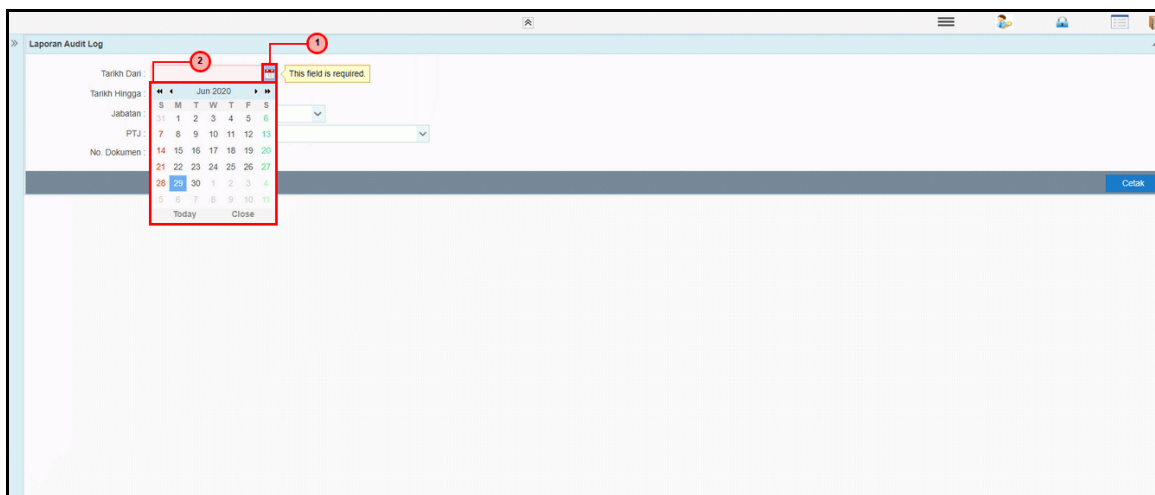 Laporan Audit Log
1
2
Tarikh Dari :
This field is required.
Tarikh Hingga :
Jun 2020
S M T W T F S
Jabatan :
31 1 2 3 4 5 6
PTJ :
7 8 9 10 11 12 13
No. Dokumen :
14 15 16 17 18 19 20
21 22 23 24 25 26 27
28 29 30 1 2 3 4
Cetak
5 6 7 8 9 10 11
Today Close